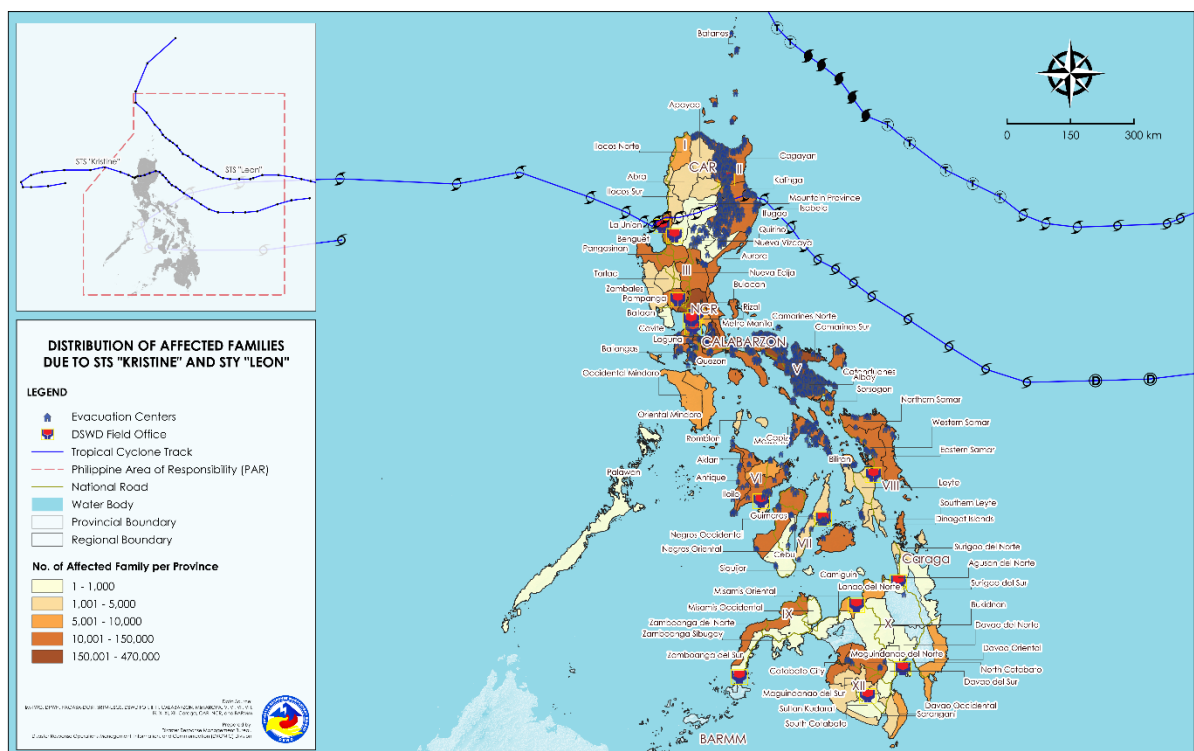 Batanes
STS "Kristine"
STS "Leon"
0 150 300 km
Apayao
Ilocos Norte
I
CAR
Cagayan
II
Abra
Kalinga
Ilocos Sur
Mountain Province
Isabela
Ifugao
La Union
Quirino
Benguet
Nueva Vizcaya
Pangasinan
Aurora
III
Tarlac
Nueva Ecija
Zambales
Bulacan
Pampanga
Rizal
NCR
Bataan
Camarines Norte
Metro Manila
Cavite
Camarines Sur
Laguna
CALABARZON
Batangas
Quezon
V
Catanduanes
Occidental Mindoro
Albay
Sorsogon
Northern Samar
Oriental Mindoro
Western Samar
Romblon
Capiz
Eastern Samar
Aklan
Biliran
Palawan
Antique
VI
VIII
Leyte
Iloilo
Southern Leyte
Guimaras
Dinagat Islands
Negros Occidental
VII
Negros Oriental
Cebu
Surigao del Norte
Siquijor
Caraga
Agusan del Norte
Camiguin
Lanao del Norte
Surigao del Sur
Misamis Oriental
Misamis Occidental
IX
Bukidnon
Zamboanga del Norte
X
Davao del Norte
Zamboanga Sibugay
Davao Oriental
Zamboanga del Sur
Maguindanao del Norte
Cotabato City
North Cotabato
XII
Davao del Sur
Maguindanao del Sur
Davao Occidental
Sultan Kudarat
Sarangani
South Cotabato
BARMM
DISTRIBUTION OF AFFECTED FAMILIES
DUE TO STS "KRISTINE" AND STY "LEON"
LEGEND
Evacuation Centers
DSWD Field Office
Tropical Cyclone Track
Philippine Area of Responsibility (PAR)
National Road
Water Body
Provincial Boundary
Regional Boundary
No. of Affected Family per Province
1 - 1,000
1,001 - 5,000
5,001 - 10,000
10,001 - 150,000
150,001 - 470,000
Prepared by:
Disaster Response Management Bureau -